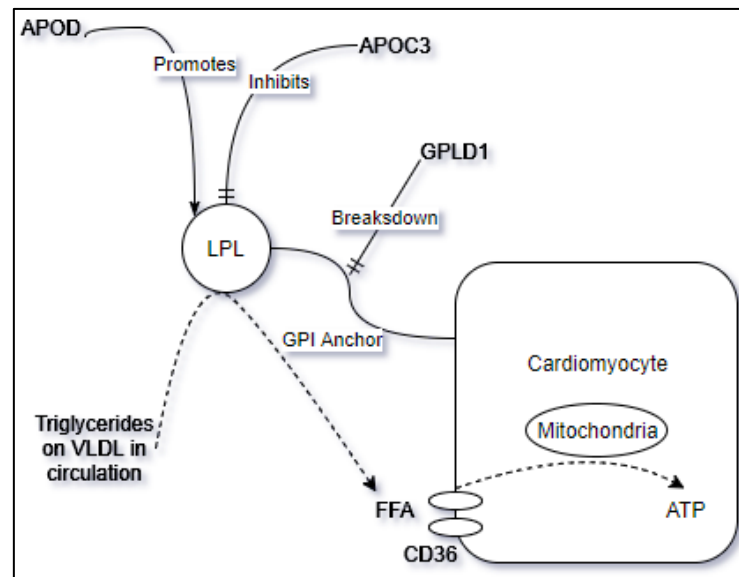 APOD
APOC3
Promotes
Inhibits
GPLD1
Breaksdown
LPL
GPI Anchor
Cardiomyocyte
Triglycerides
on VLDL in
circulation
Mitochondria
FFA
ATP
CD36